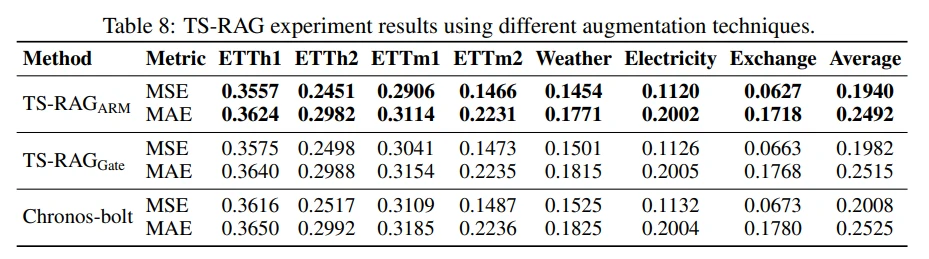 Table 8: TS-RAG experiment results using different augmentation techniques.
Method Metric ETTh1 ETTh2 ETTm1 ETTm2 Weather Electricity Exchange Average
TS-RAGARM MSE 0.3557 0.2451 0.2906 0.1466 0.1454 0.1120 0.0627 0.1940
MAE 0.3624 0.2982 0.3114 0.2231 0.1771 0.2002 0.1718 0.2492
TS-RAGGate MSE 0.3575 0.2498 0.3041 0.1473 0.1501 0.1126 0.0663 0.1982
MAE 0.3640 0.2988 0.3154 0.2235 0.1815 0.2005 0.1768 0.2515
Chronos-bolt MSE 0.3616 0.2517 0.3109 0.1487 0.1525 0.1132 0.0673 0.2008
MAE 0.3650 0.2992 0.3185 0.2236 0.1825 0.2004 0.1780 0.2525